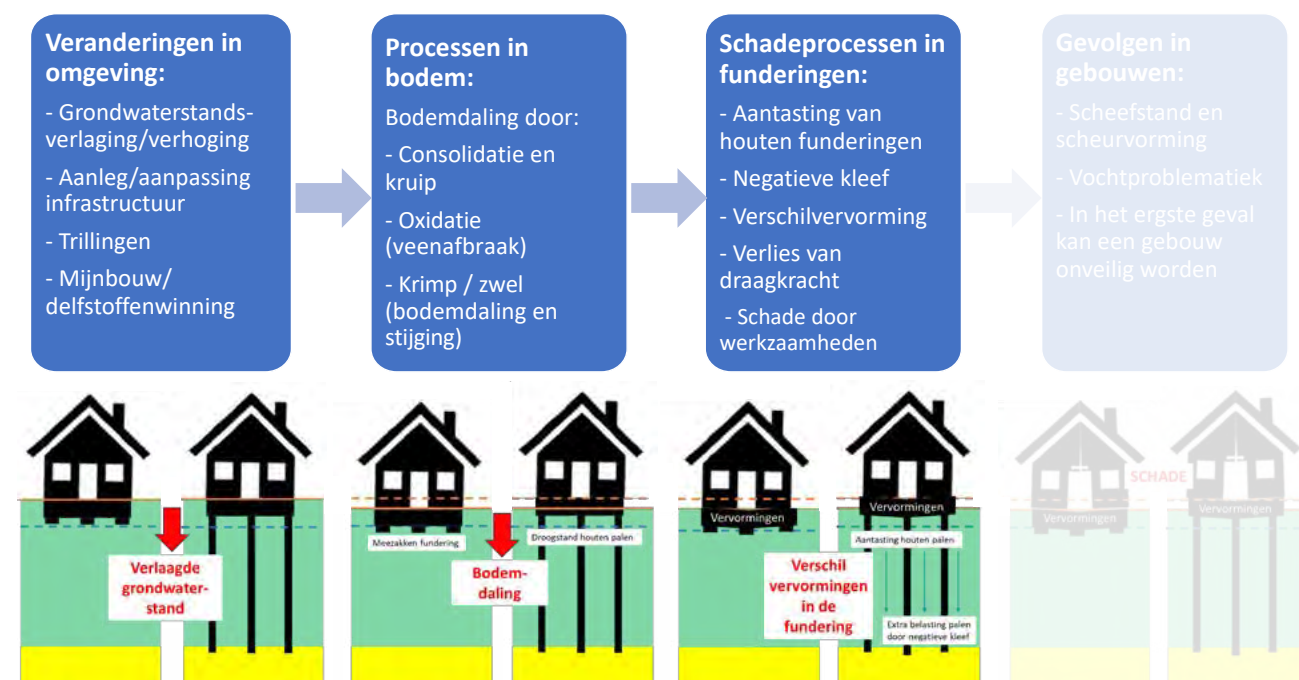 Veranderingen in
omgeving:
- Grondwaterstands-
verlaging/verhoging
- Aanleg/aanpassing
infrastructuur
- Trillingen
- Mijnbouw/
delfstoffenwinning
Processen in
bodem:
Bodemdaling door:
- Consolidatie en
kruip
- Oxidatie
(veenafbraak)
- Krimp / zwel
(bodemdaling en
stijging)
Schadeprocessen in
funderingen:
- Aantasting van
houten funderingen
- Negatieve kleef
- Verschilvervorming
- Verlies van
draagkracht
- Schade door
werkzaamheden
Gevolgen in
gebouwen:
- Scheefstand en
scheurvorming
- Vochtproblematiek
- In het ergste geval
kan een gebouw
onveilig worden
Verlaagde
grondwater-
stand
Meezakken fundering
Droogstand houten palen
Bodem-
daling
Vervormingen
Vervormingen
Aantasting houten palen
Verschil
vervormingen
in de
fundering
Extra belasting palen
door negatieve kleef
SCHADE
Vervormingen
Vervormingen